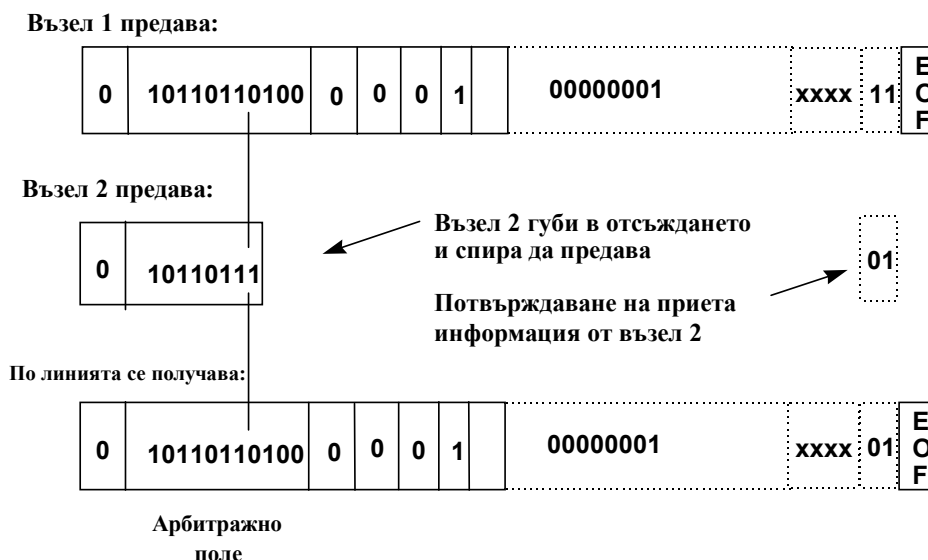 Възел 1 предава:
0 10110110100 0 0 0 1 00000001 xxxx 11 E O F
Възел 2 предава:
0 10110111
Възел 2 губи в отсъждането
и спира да предава
01
Потвърждаване на приета
информация от възел 2
По линията се получава:
0 10110110100 0 0 0 1 00000001 xxxx 01 E O F
Арбитражно
поле